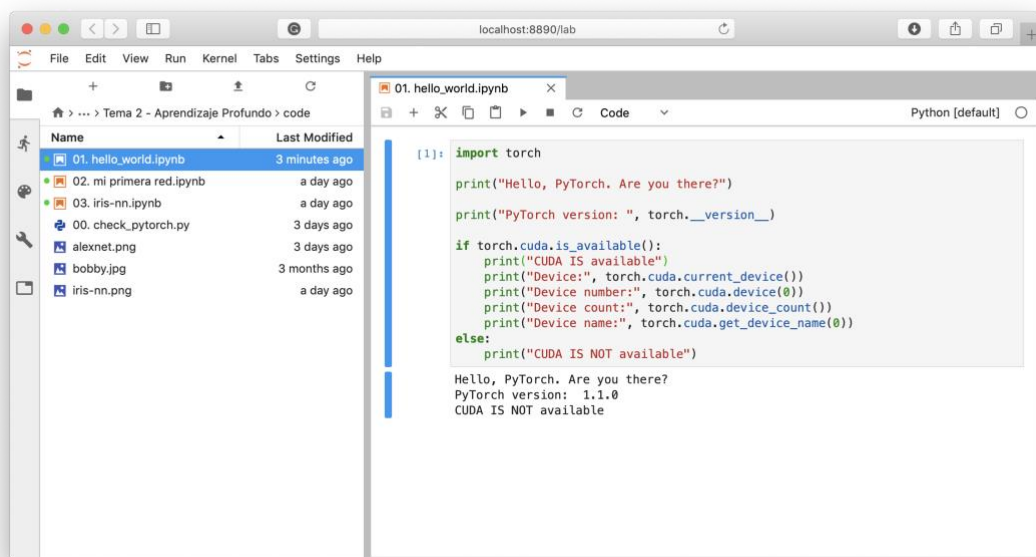 localhost:8890/lab
File Edit View Run Kernel Tabs Settings Help
... > Tema 2 - Aprendizaje Profundo > code
Name Last Modified
01. hello_world.ipynb 3 minutes ago
02. mi primera red.ipynb a day ago
03. iris-nn.ipynb a day ago
00. check_pytorch.py 3 days ago
alexnet.png 3 days ago
bobby.jpg 3 months ago
iris-nn.png a day ago
01. hello_world.ipynb
Code Python [default]
[1]: import torch
print("Hello, PyTorch. Are you there?")
print("PyTorch version: ", torch.__version__)
if torch.cuda.is_available():
    print("CUDA IS available")
    print("Device:", torch.cuda.current_device())
    print("Device number:", torch.cuda.device(0))
    print("Device count:", torch.cuda.device_count())
    print("Device name:", torch.cuda.get_device_name(0))
else:
    print("CUDA IS NOT available")
Hello, PyTorch. Are you there?
PyTorch version:  1.1.0
CUDA IS NOT available